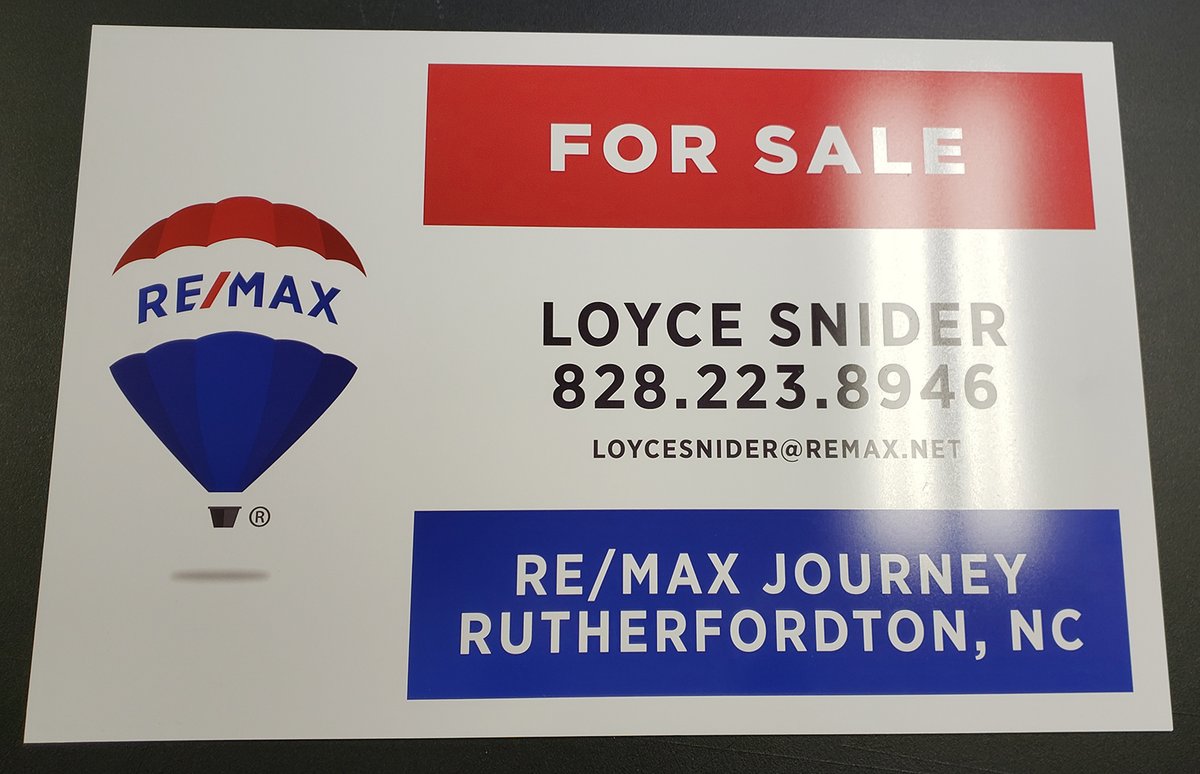 FOR SALE
RE/MAX
®
LOYCE SNIDER
828.223.8946
LOYCESNIDER@REMAX.NET
RE/MAX JOURNEY
RUTHERFORDTON, NC